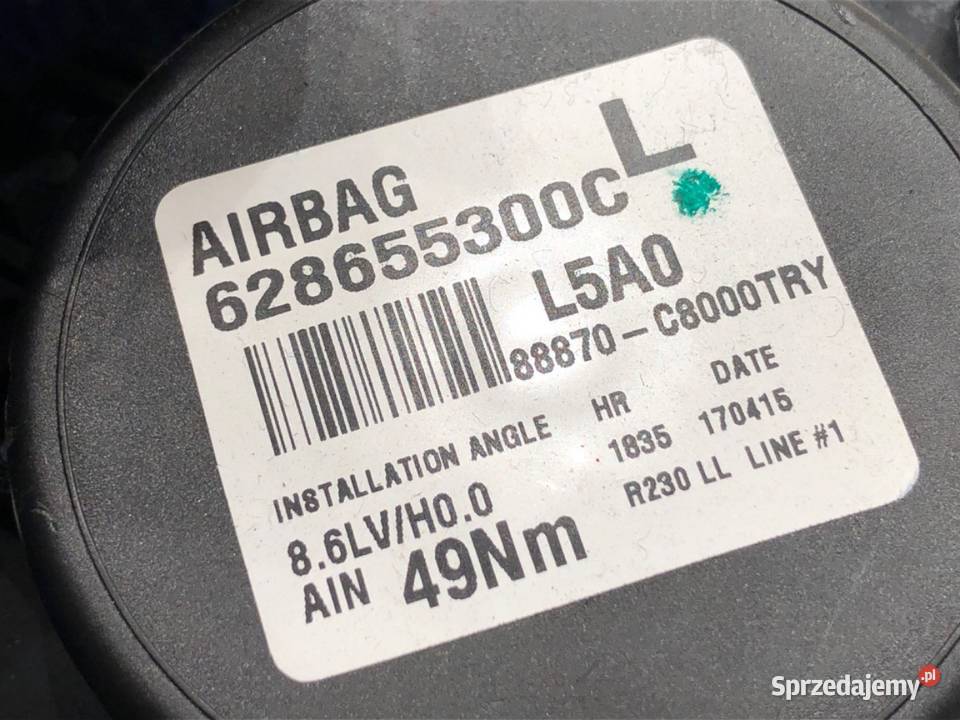 L
AIRBAG
628655300C
L5A0
88870-C8000TRY
INSTALLATION ANGLE HR DATE
8.6LV/H0.0 1835 170415
AIN 49Nm R230 LL LINE #1
Sprzedajemy.pl